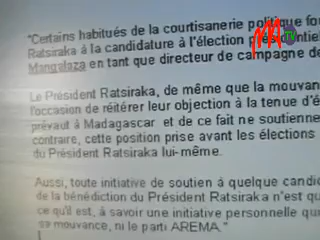 "Certains habitués de la courtisanerie politique fo
Ratsiraka à la candidature à l'élection présidentiel
Mangalaza en tant que directeur de campagne de
Le Président Ratsiraka, de même que la mouvan
l'occasion de réitérer leur objection à la tenue d'é
prévaut à Madagascar et de ce fait ne soutienne
contraire, cette position prise avant les élections
du Président Ratsiraka lui-même.
Aussi, toute initiative de soutien à quelque candid
de la bénédiction du Président Ratsiraka n'est qu
ce qu'il est, à savoir une initiative personnelle qui
sa mouvance, ni le parti AREMA."
TV